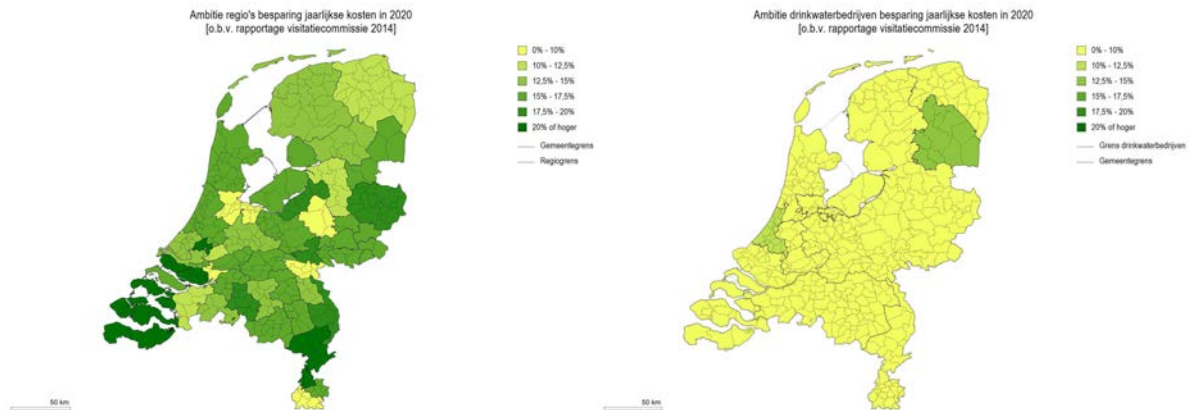 Ambitie regio's besparing jaarlijkse kosten in 2020
[o.b.v. rapportage visitatiecommissie 2014]
0% - 10%
10% - 12,5%
12,5% - 15%
15% - 17,5%
17,5% - 20%
20% of hoger
Gemeentegrens
Regiogrens
50 km
Ambitie drinkwaterbedrijven besparing jaarlijkse kosten in 2020
[o.b.v. rapportage visitatiecommissie 2014]
0% - 10%
10% - 12,5%
12,5% - 15%
15% - 17,5%
17,5% - 20%
20% of hoger
Grens drinkwaterbedrijven
Gemeentegrens
50 km